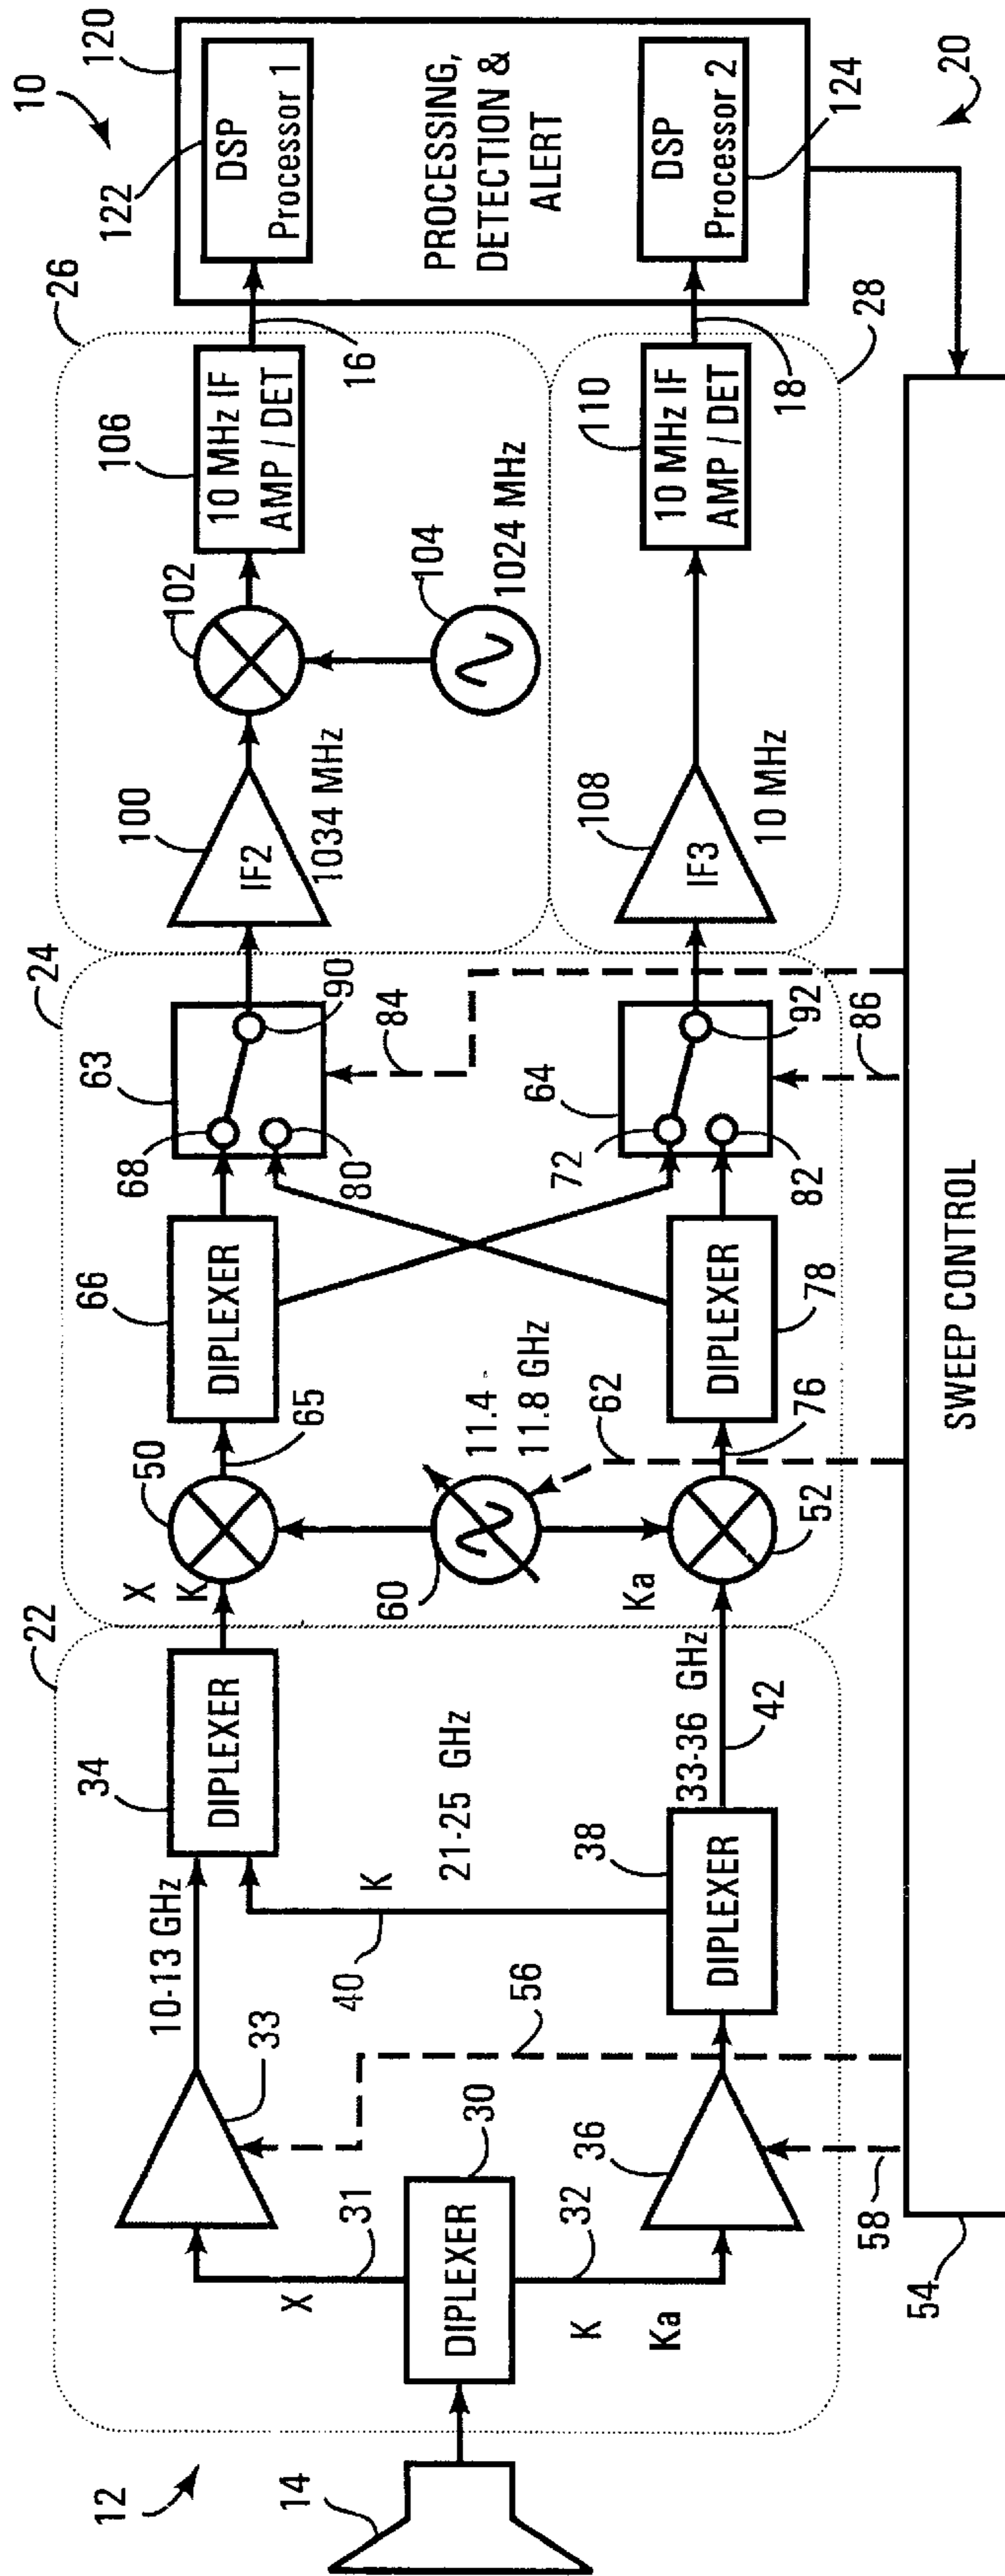 12
14
22
DIPLEXER
30
X
31
K
Ka
32
33
36
56
58
10-13 GHz
K
40
21-25 GHz
DIPLEXER
34
DIPLEXER
38
33-36 GHz
42
24
X
K
50
65
Ka
52
76
60
11.4 -
11.8 GHz
62
DIPLEXER
66
DIPLEXER
78
63
68
80
90
84
64
72
82
92
86
26
IF2
100
1034 MHz
102
104
1024 MHz
10 MHz IF
AMP / DET
106
16
28
IF3
108
10 MHz
10 MHz IF
AMP / DET
110
18
10
120
DSP
Processor 1
122
PROCESSING,
DETECTION &
ALERT
DSP
Processor 2
124
20
SWEEP CONTROL
54